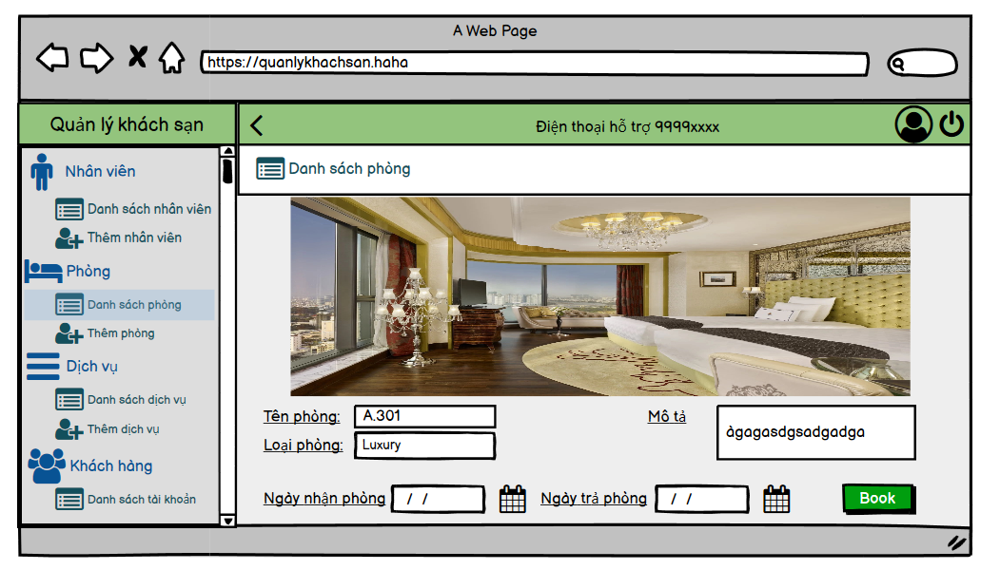 A Web Page
https://quanlykhachsan.haha
Quản lý khách sạn
Điện thoại hỗ trợ 9999xxxx
Nhân viên
Danh sách nhân viên
Thêm nhân viên
Phòng
Danh sách phòng
Thêm phòng
Dịch vụ
Danh sách dịch vụ
Thêm dịch vụ
Khách hàng
Danh sách tài khoản
Danh sách phòng
Tên phòng: A.301
Mô tả
àgagasdgsadgadga
Loại phòng: Luxury
Ngày nhận phòng / / Ngày trả phòng / / Book